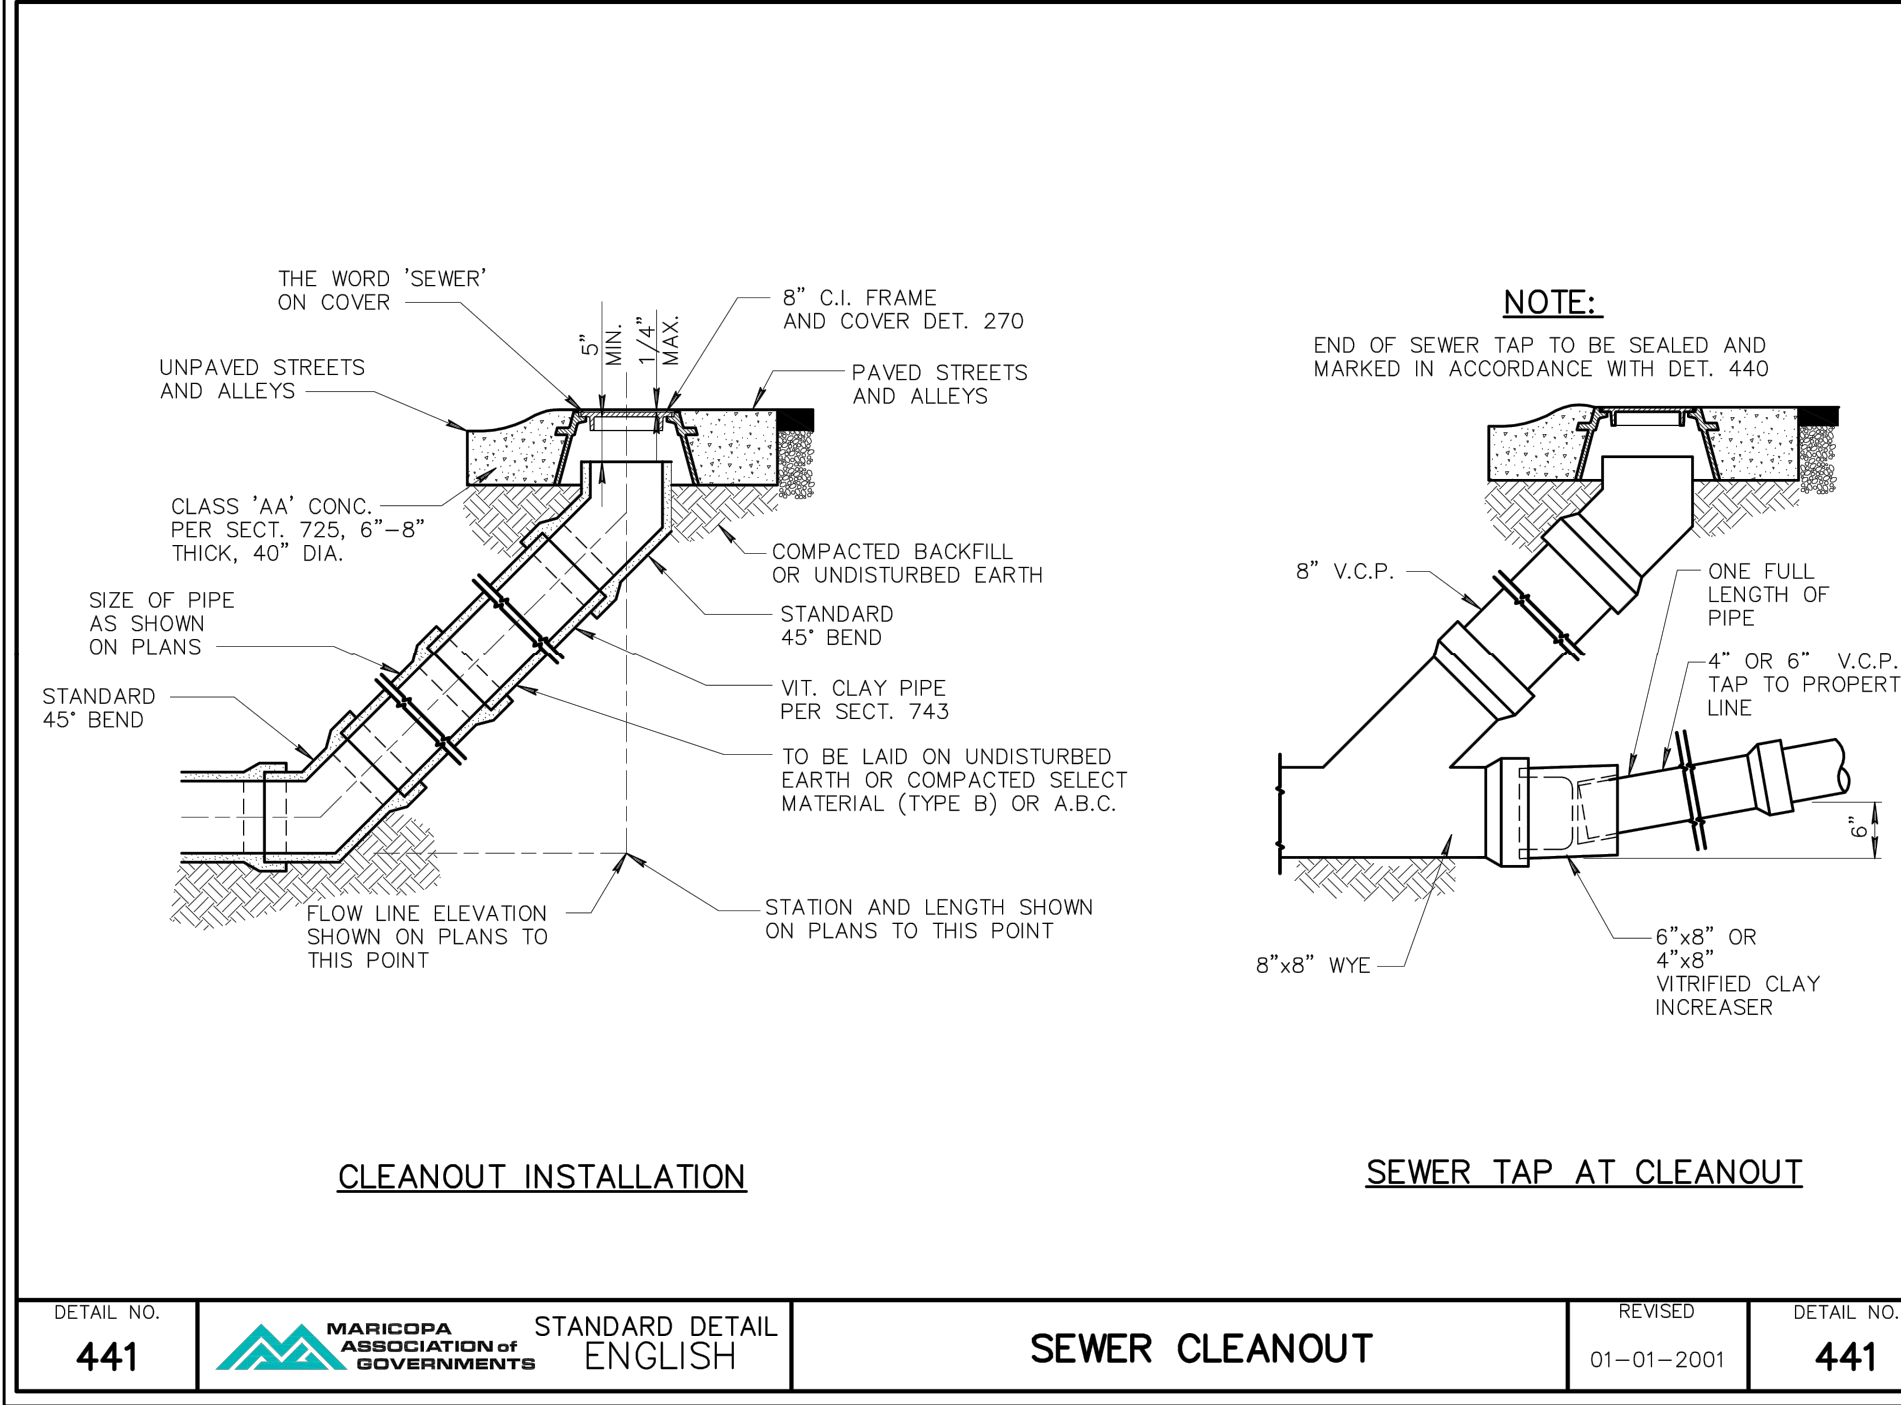 THE WORD 'SEWER'
ON COVER
5"
MIN.
1/4"
MAX.
8" C.I. FRAME
AND COVER DET. 270
UNPAVED STREETS
AND ALLEYS
PAVED STREETS
AND ALLEYS
CLASS 'AA' CONC.
PER SECT. 725, 6"-8"
THICK, 40" DIA.
COMPACTED BACKFILL
OR UNDISTURBED EARTH
SIZE OF PIPE
AS SHOWN
ON PLANS
STANDARD
45° BEND
STANDARD
45° BEND
VIT. CLAY PIPE
PER SECT. 743
TO BE LAID ON UNDISTURBED
EARTH OR COMPACTED SELECT
MATERIAL (TYPE B) OR A.B.C.
FLOW LINE ELEVATION
SHOWN ON PLANS TO
THIS POINT
STATION AND LENGTH SHOWN
ON PLANS TO THIS POINT
CLEANOUT INSTALLATION
NOTE:
END OF SEWER TAP TO BE SEALED AND
MARKED IN ACCORDANCE WITH DET. 440
8" V.C.P.
ONE FULL
LENGTH OF
PIPE
4" OR 6" V.C.P.
TAP TO PROPERT
LINE
6"
8"x8" WYE
6"x8" OR
4"x8"
VITRIFIED CLAY
INCREASER
SEWER TAP AT CLEANOUT
DETAIL NO.
441
MARICOPA
ASSOCIATION of
GOVERNMENTS
STANDARD DETAIL
ENGLISH
SEWER CLEANOUT
REVISED
01-01-2001
DETAIL NO.
441